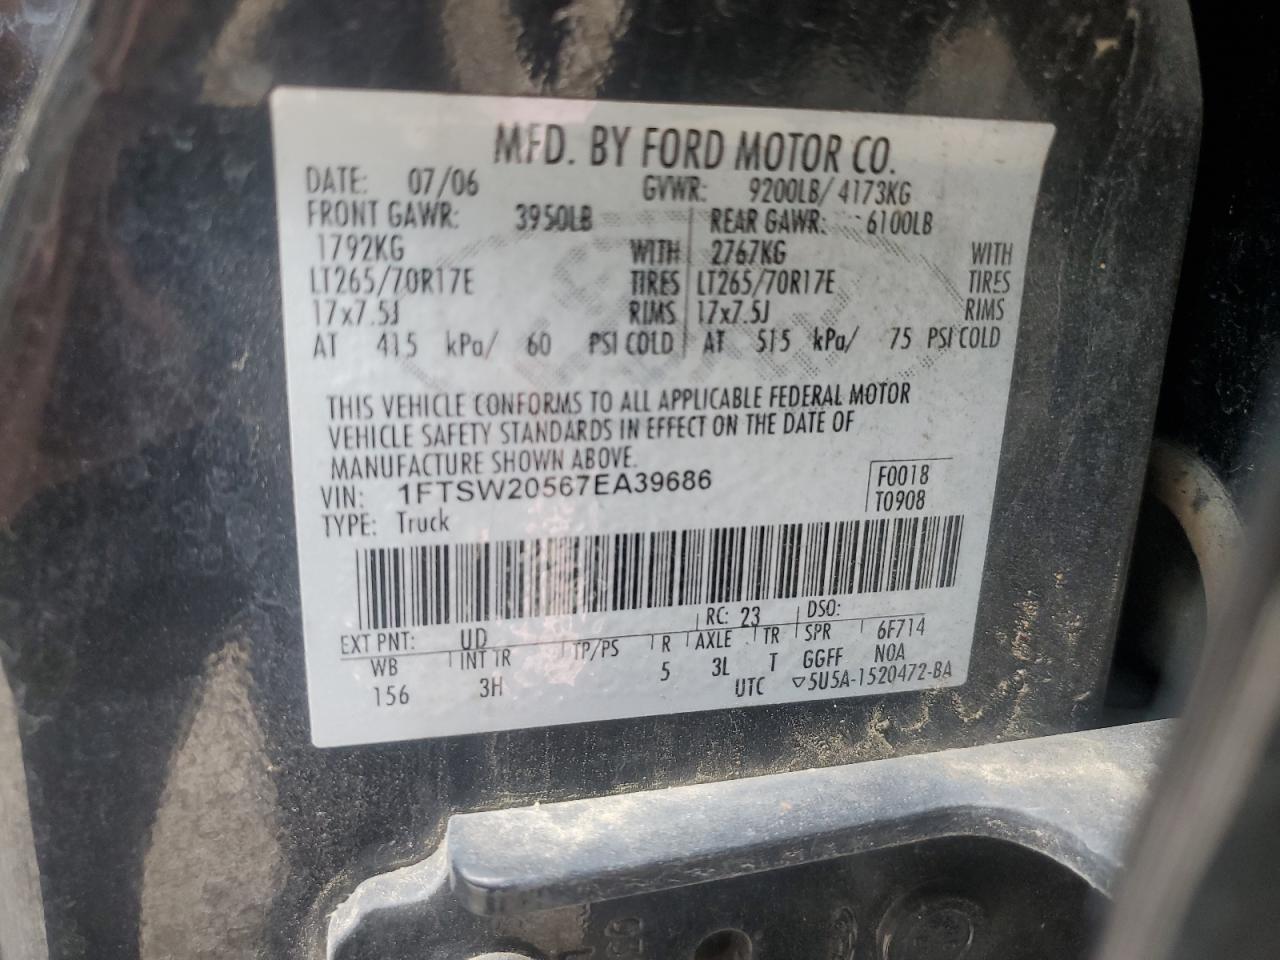 MFD. BY FORD MOTOR CO.
DATE: 07/06 GVWR: 9200LB/ 4173KG
FRONT GAWR: 3950LB REAR GAWR: 6100LB
1792KG WITH 2767KG WITH
LT265/70R17E TIRES LT265/70R17E TIRES
17x7.5J RIMS 17x7.5J RIMS
AT 415 kPa/ 60 PSI COLD AT 515 kPa/ 75 PSI COLD
THIS VEHICLE CONFORMS TO ALL APPLICABLE FEDERAL MOTOR
VEHICLE SAFETY STANDARDS IN EFFECT ON THE DATE OF
MANUFACTURE SHOWN ABOVE.
VIN: 1FTSW20567EA39686 F0018
TYPE: Truck T0908
EXT PNT: UD RC: 23 DSO:
WB INT TR TP/PS R AXLE TR SPR 6F714
156 3H 5 3L T GGFF N0A
UTC ▽5U5A-1520472-BA